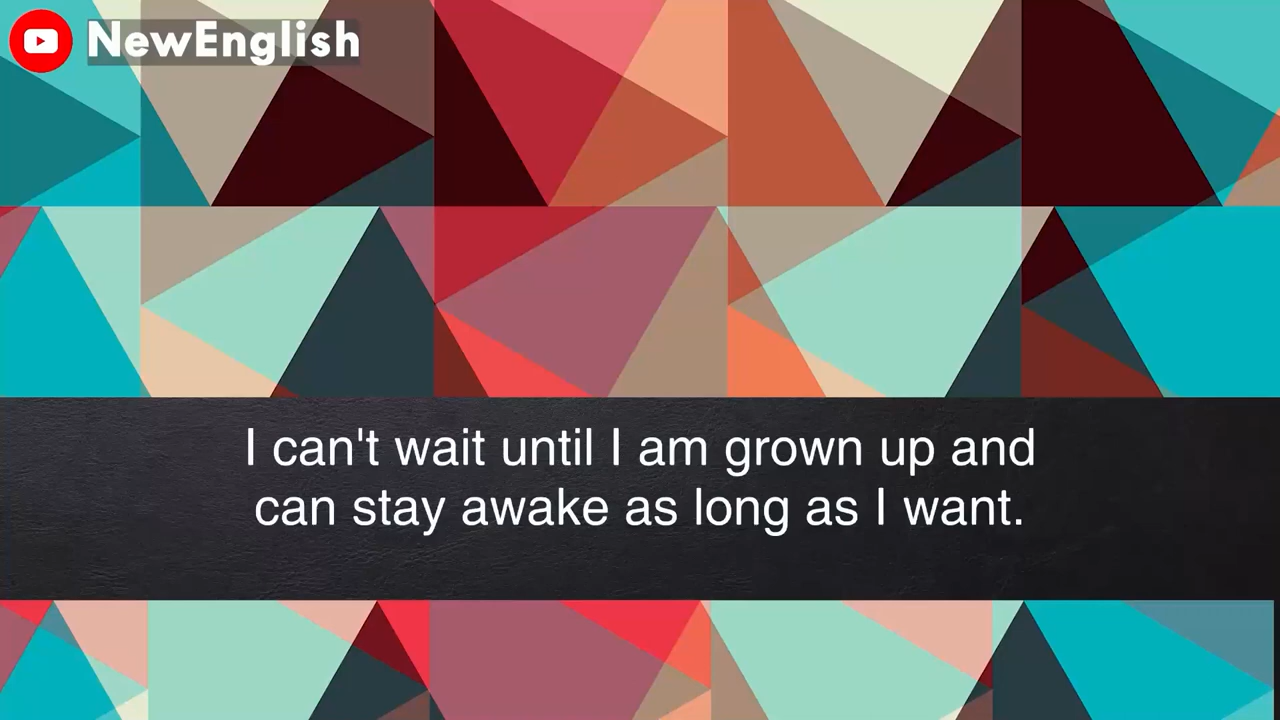 NewEnglish
I can't wait until I am grown up and
can stay awake as long as I want.